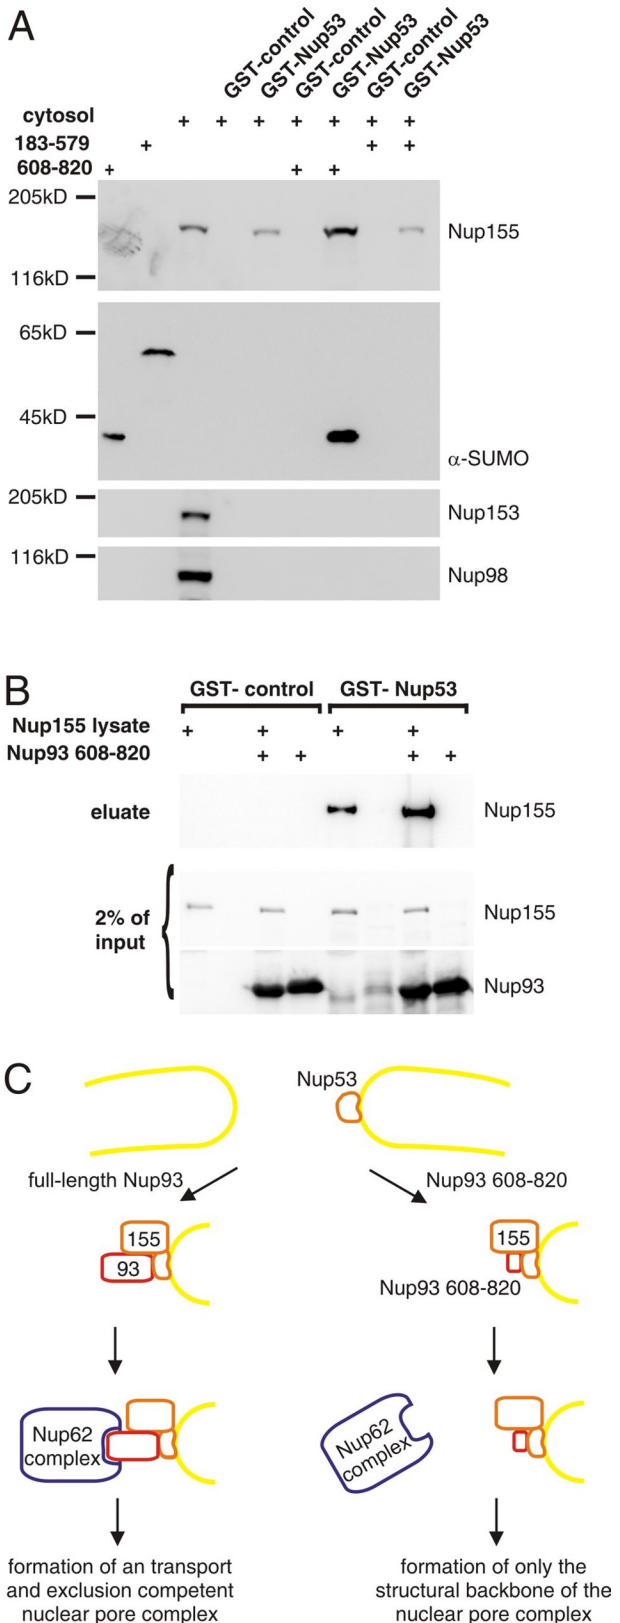 A
GST-control
GST-Nup53
GST-control
GST-Nup53
GST-control
GST-Nup53
cytosol + + + + + + +
183-579 + + +
608-820 + + +
205kD
Nup155
116kD
65kD
45kD
α-SUMO
205kD
Nup153
116kD
Nup98
B
GST- control GST- Nup53
Nup155 lysate + + + +
Nup93 608-820 + + + +
eluate Nup155
2% of
input
Nup155
Nup93
C
Nup53
full-length Nup93 Nup93 608-820
155 155
93
Nup93 608-820
Nup62
complex
Nup62
complex
formation of an transport
and exclusion competent
nuclear pore complex
formation of only the
structural backbone of the
nuclear pore complex